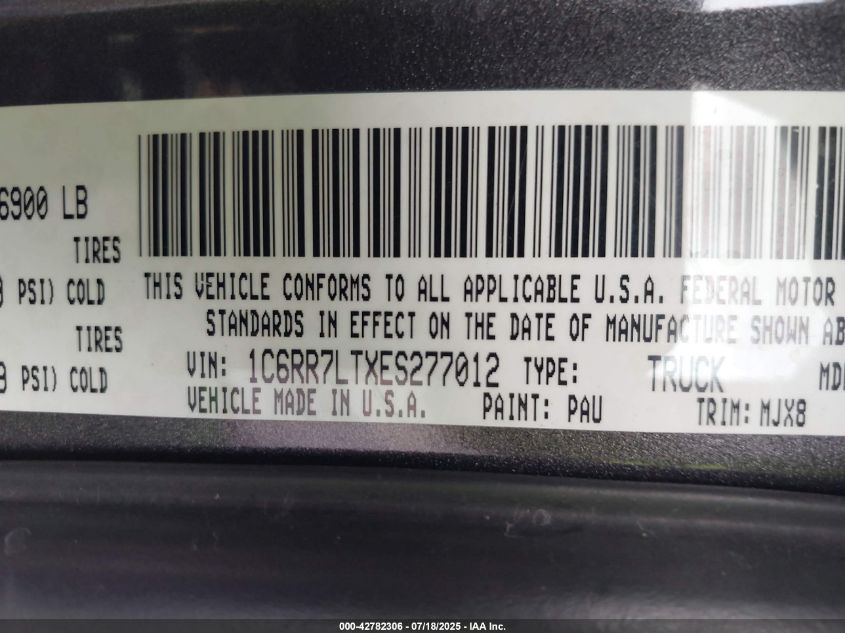 6900 LB
TIRES
PSI) COLD
THIS VEHICLE CONFORMS TO ALL APPLICABLE U.S.A. FEDERAL MOTOR
STANDARDS IN EFFECT ON THE DATE OF MANUFACTURE SHOWN AB
TIRES
PSI) COLD
VIN: 1C6RR7LTXES277012 TYPE: TRUCK MD
VEHICLE MADE IN U.S.A. PAINT: PAU TRIM: MJX8
000-42782306 - 07/18/2025 - IAA Inc.